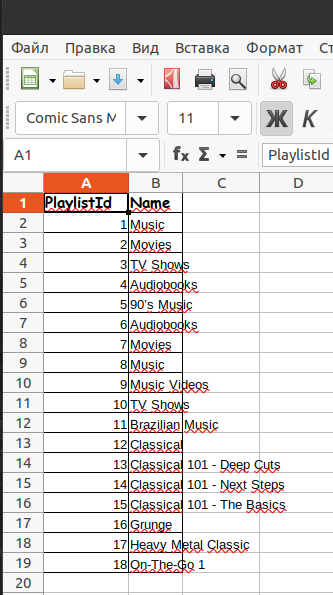 Файл Правка Вид Вставка Формат Ст
Comic Sans M 11 Ж К
A1 fx Σ = PlaylistId
A B C D
1 PlaylistId Name
2 1 Music
3 2 Movies
4 3 TV Shows
5 4 Audiobooks
6 5 90's Music
7 6 Audiobooks
8 7 Movies
9 8 Music
10 9 Music Videos
11 10 TV Shows
12 11 Brazilian Music
13 12 Classical
14 13 Classical 101 - Deep Cuts
15 14 Classical 101 - Next Steps
16 15 Classical 101 - The Basics
17 16 Grunge
18 17 Heavy Metal Classic
19 18 On-The-Go 1
20